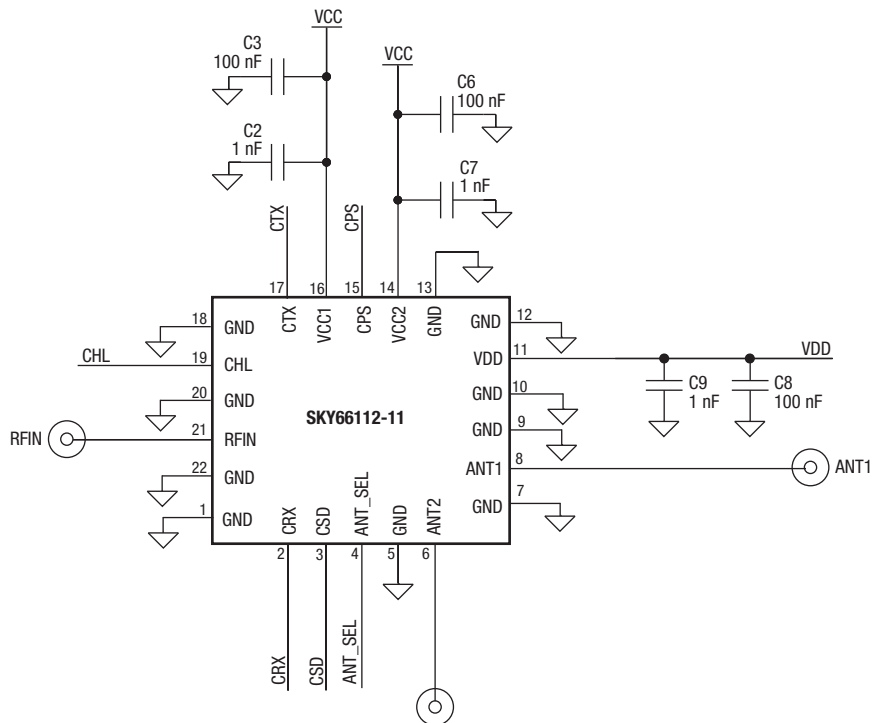 VCC
C3
100 nF
C2
1 nF
VCC
C6
100 nF
C7
1 nF
CTX
CPS
17
16
15
14
13
CTX
VCC1
CPS
VCC2
GND
18
GND
CHL
19
CHL
20
GND
RFIN
21
RFIN
22
GND
1
GND
SKY66112-11
GND
12
VDD
11
VDD
C9
1 nF
C8
100 nF
GND
10
GND
9
ANT1
8
ANT1
GND
7
CRX
CSD
ANT_SEL
GND
ANT2
2
3
4
5
6
CRX
CSD
ANT_SEL